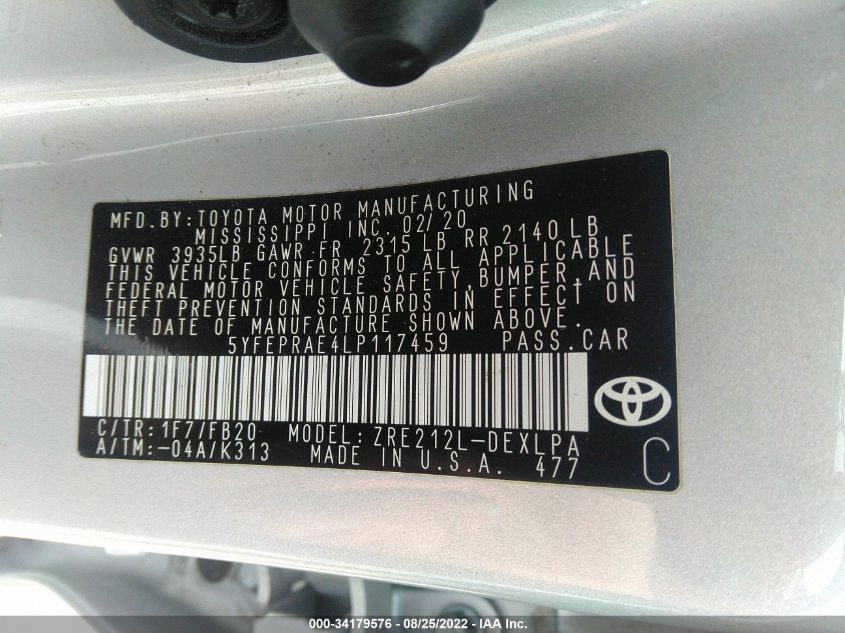 MFD.BY:TOYOTA MOTOR MANUFACTURING
MISSISSIPPI INC. 02/20
GVWR 3935LB GAWR FR 2315 LB RR 2140 LB
THIS VEHICLE CONFORMS TO ALL APPLICABLE
FEDERAL MOTOR VEHICLE SAFETY,BUMPER,AND
THEFT PREVENTION STANDARDS IN EFFECT ON
THE DATE OF MANUFACTURE SHOWN ABOVE.
5YFEPRAE4LP117459 PASS.CAR
C/TR:1F7/FB20 MODEL:ZRE212L-DEXLPA
A/TM:-04A/K313 MADE IN U.S.A. 477
C
000-34179576 - 08/25/2022 - IAA Inc.